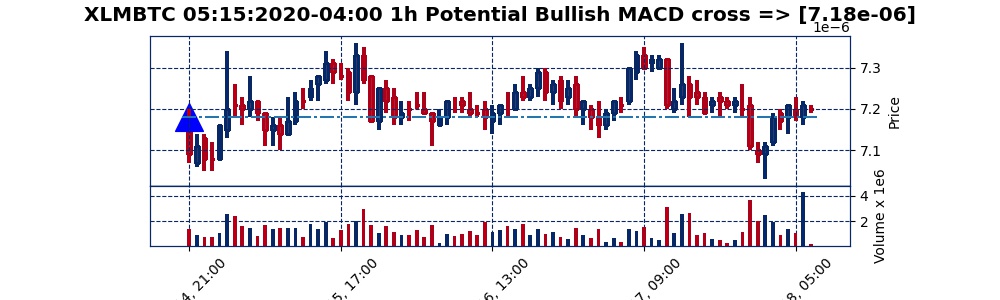 XLMBTC 05:15:2020-04:00 1h Potential Bullish MACD cross => [7.18e-06]
1e−6
7.3
7.2
7.1
Price
4
2
Volume x 1e6
4, 21:00
5, 17:00
6, 13:00
7, 09:00
8, 05:00